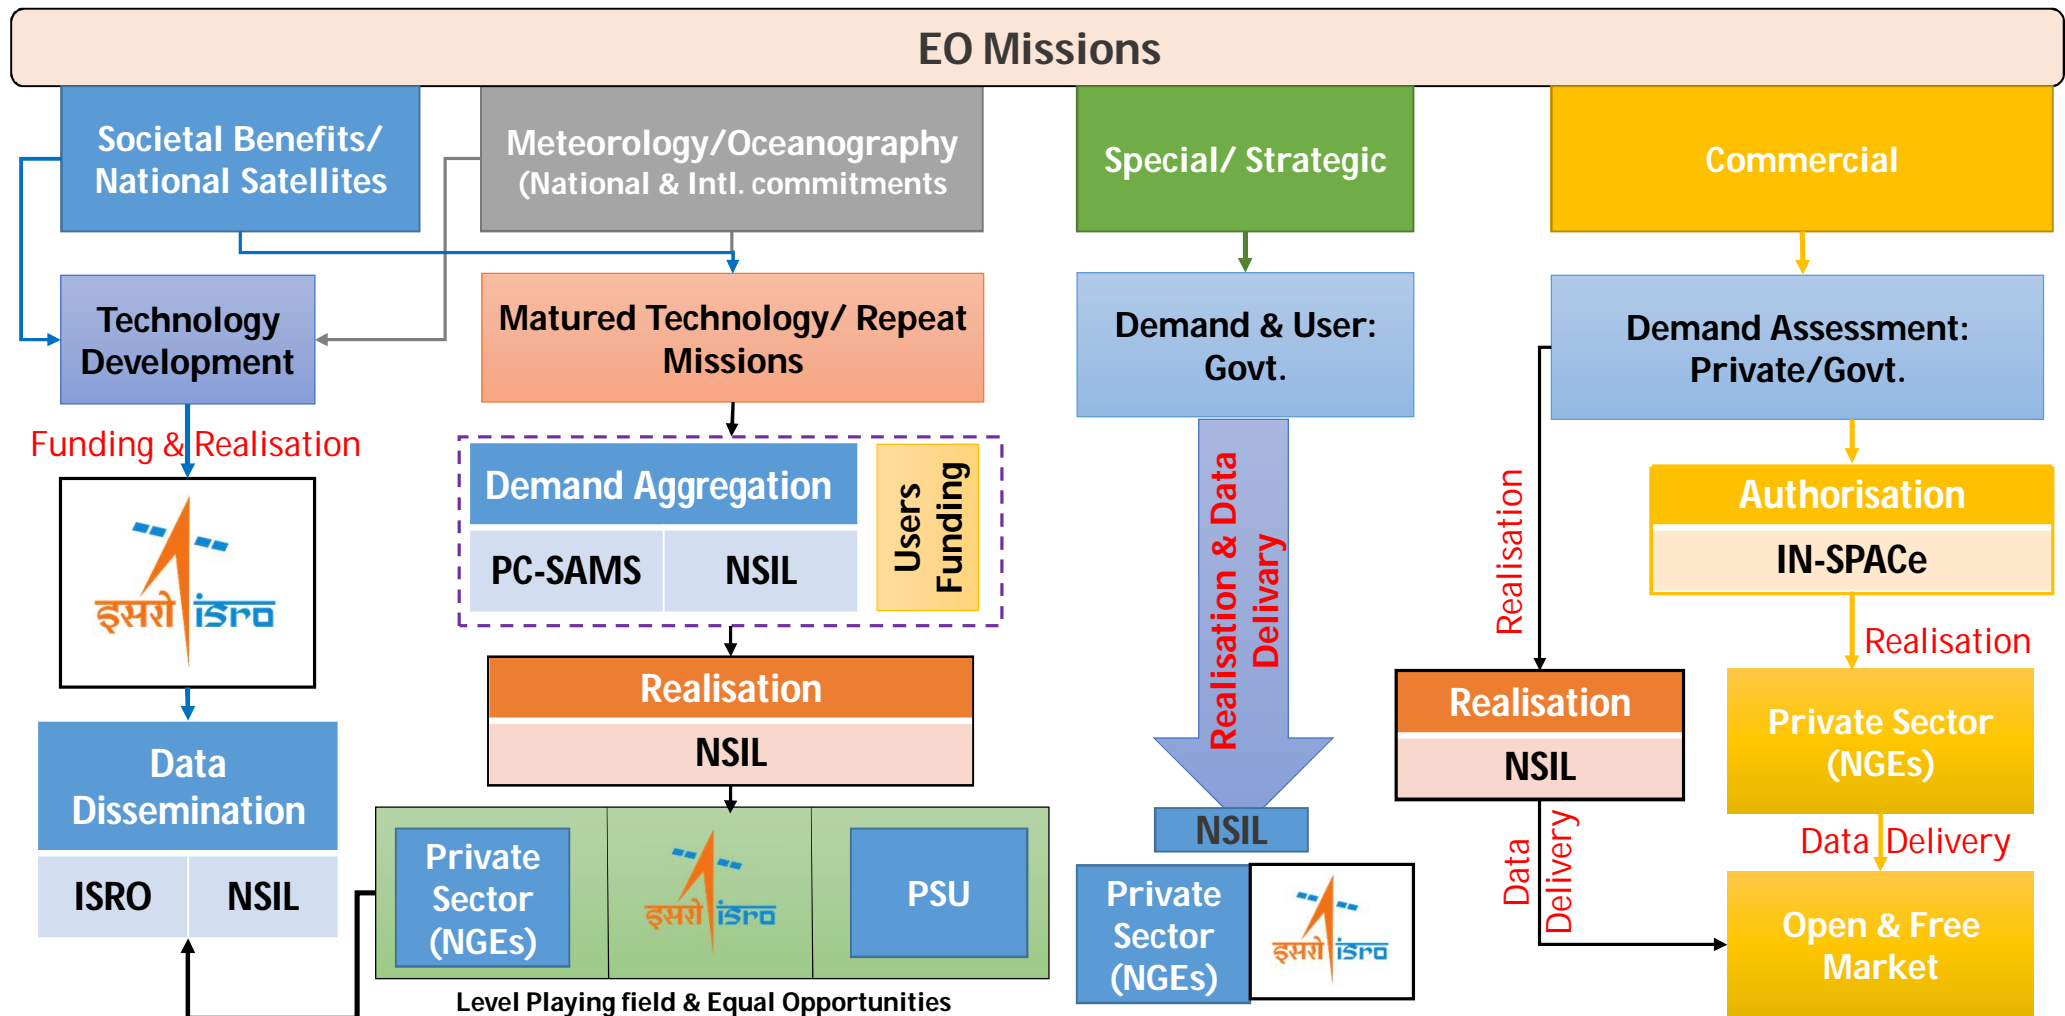 EO Missions
Societal Benefits/
National Satellites
Meteorology/Oceanography
(National & Intl. commitments
Special/ Strategic
Commercial
Technology
Development
Matured Technology/ Repeat
Missions
Demand & User:
Govt.
Demand Assessment:
Private/Govt.
Funding & Realisation
इसरो isro
Data
Dissemination
ISRO
NSIL
Demand Aggregation
PC-SAMS
NSIL
Users
Funding
Realisation
NSIL
Private
Sector
(NGEs)
इसरो isro
PSU
Level Playing field & Equal Opportunities
Realisation & Data
Delivary
NSIL
Private
Sector
(NGEs)
इसरो isro
Realisation
Realisation
NSIL
Data
Delivery
Authorisation
IN-SPACe
Realisation
Private Sector
(NGEs)
Data Delivery
Open & Free
Market